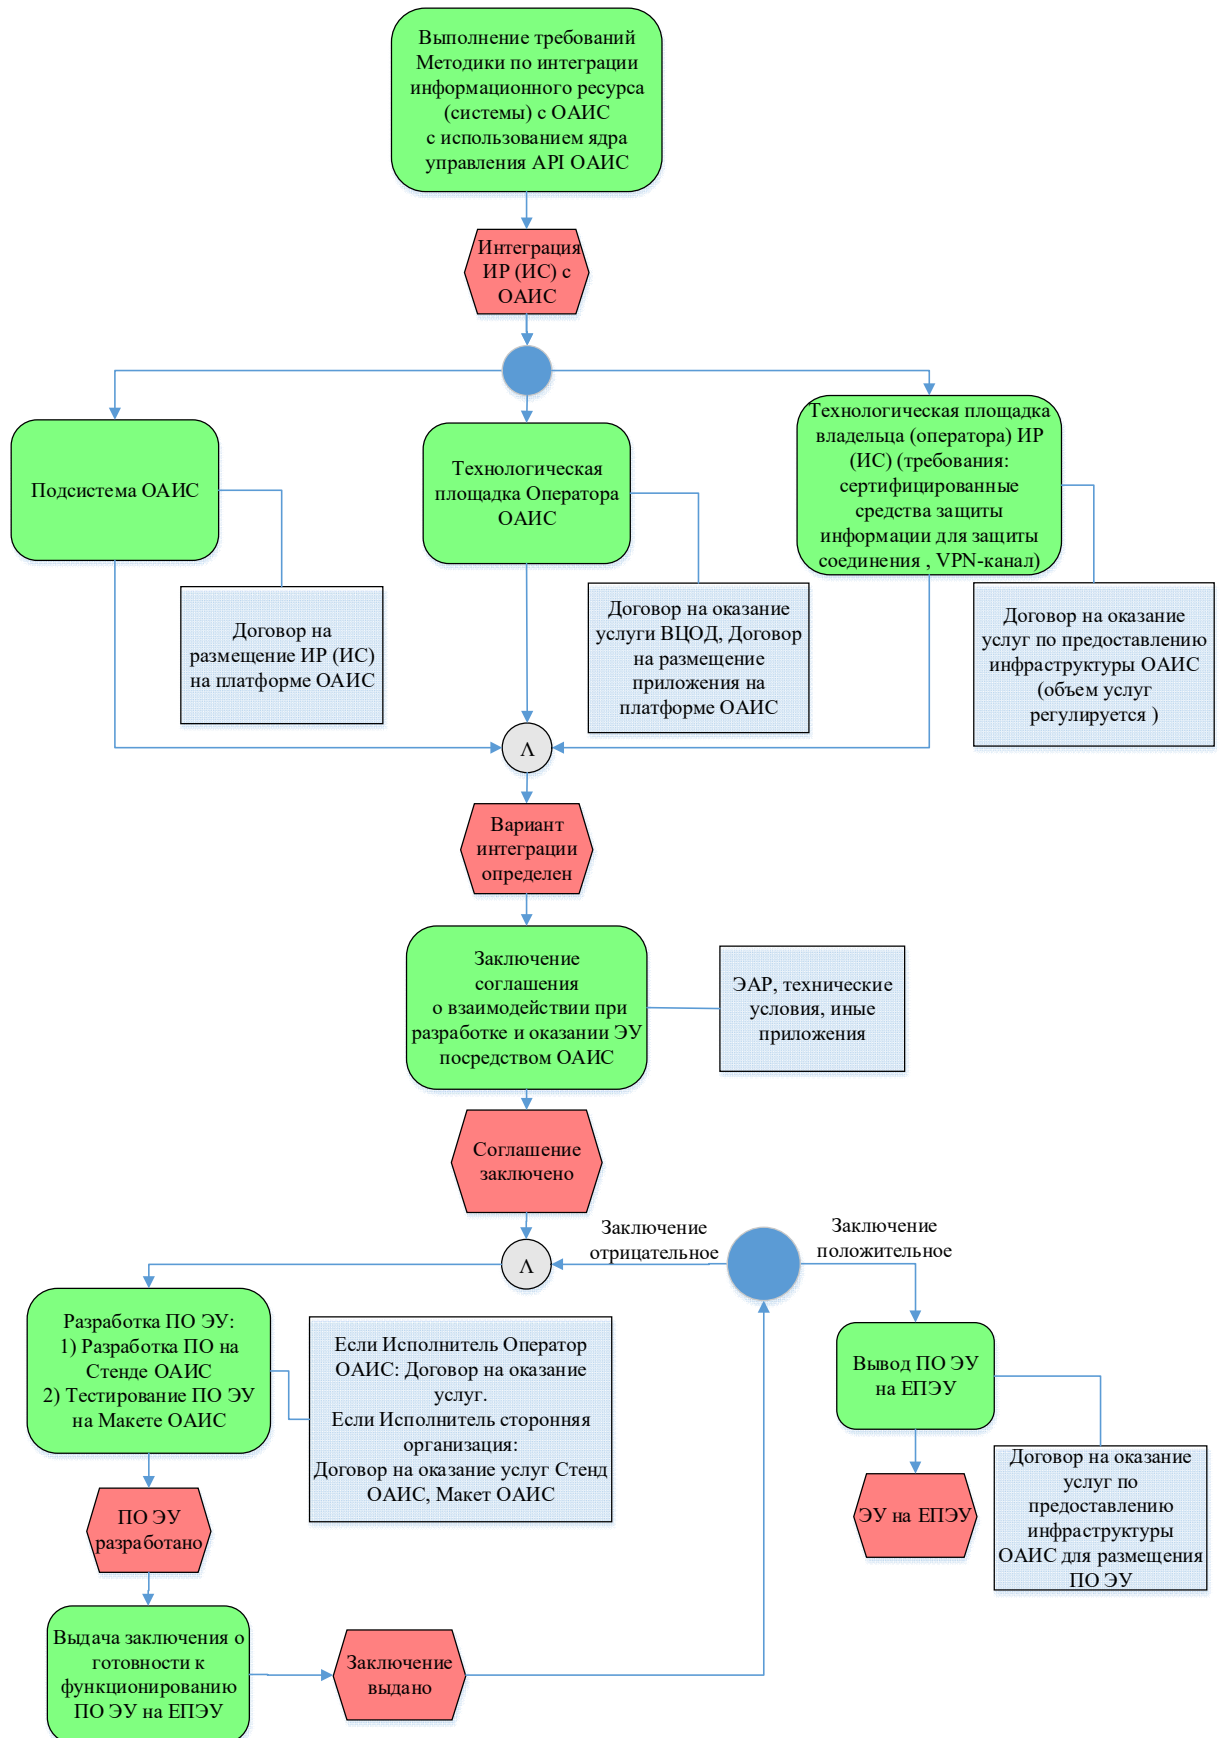 Выполнение требований
Методики по интеграции
информационного ресурса
(системы) с ОАИС
с использованием ядра
управления API ОАИС
Интеграция
ИР (ИС) с
ОАИС
Подсистема ОАИС
Технологическая
площадка Оператора
ОАИС
Технологическая площадка
владельца (оператора) ИР
(ИС) (требования:
сертифицированные
средства защиты
информации для защиты
соединения , VPN-канал)
Договор на
размещение ИР (ИС)
на платформе ОАИС
Договор на оказание
услуги ВЦОД, Договор
на размещение
приложения на
платформе ОАИС
Договор на оказание
услуг по предоставлению
инфраструктуры ОАИС
(объем услуг
регулируется )
Λ
Вариант
интеграции
определен
Заключение
соглашения
о взаимодействии при
разработке и оказании ЭУ
посредством ОАИС
ЭАР, технические
условия, иные
приложения
Соглашение
заключено
Λ
Заключение
отрицательное
Заключение
положительное
Разработка ПО ЭУ:
1) Разработка ПО на
Стенде ОАИС
2) Тестирование ПО ЭУ
на Макете ОАИС
Если Исполнитель Оператор
ОАИС: Договор на оказание
услуг.
Если Исполнитель сторонняя
организация:
Договор на оказание услуг Стенд
ОАИС, Макет ОАИС
Вывод ПО ЭУ
на ЕПЭУ
Договор на оказание
услуг по
предоставлению
инфраструктуры
ОАИС для размещения
ПО ЭУ
ЭУ на ЕПЭУ
ПО ЭУ
разработано
Выдача заключения о
готовности к
функционированию
ПО ЭУ на ЕПЭУ
Заключение
выдано